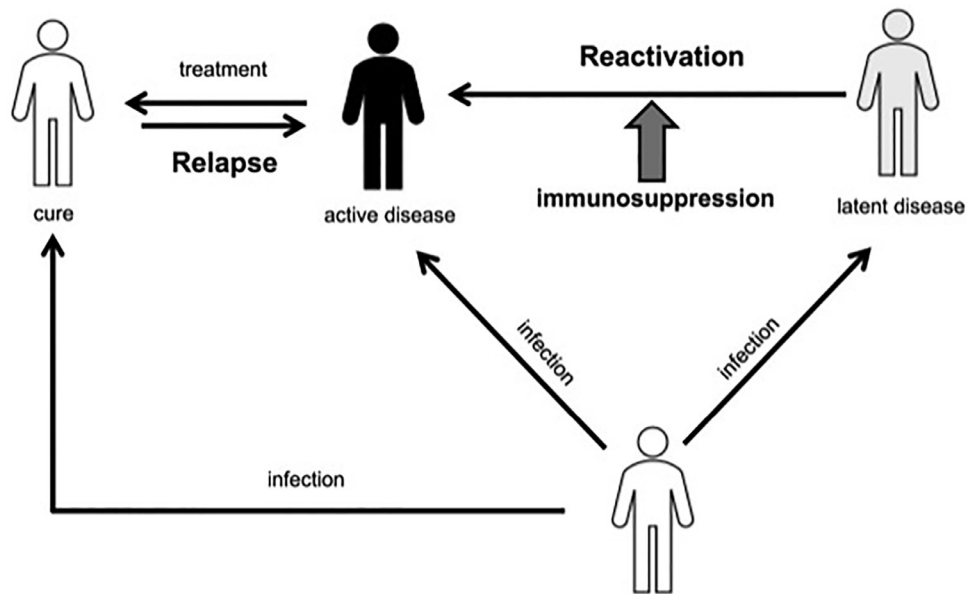 treatment
Reactivation
Relapse
immunosuppression
cure
active disease
latent disease
infection
infection
infection